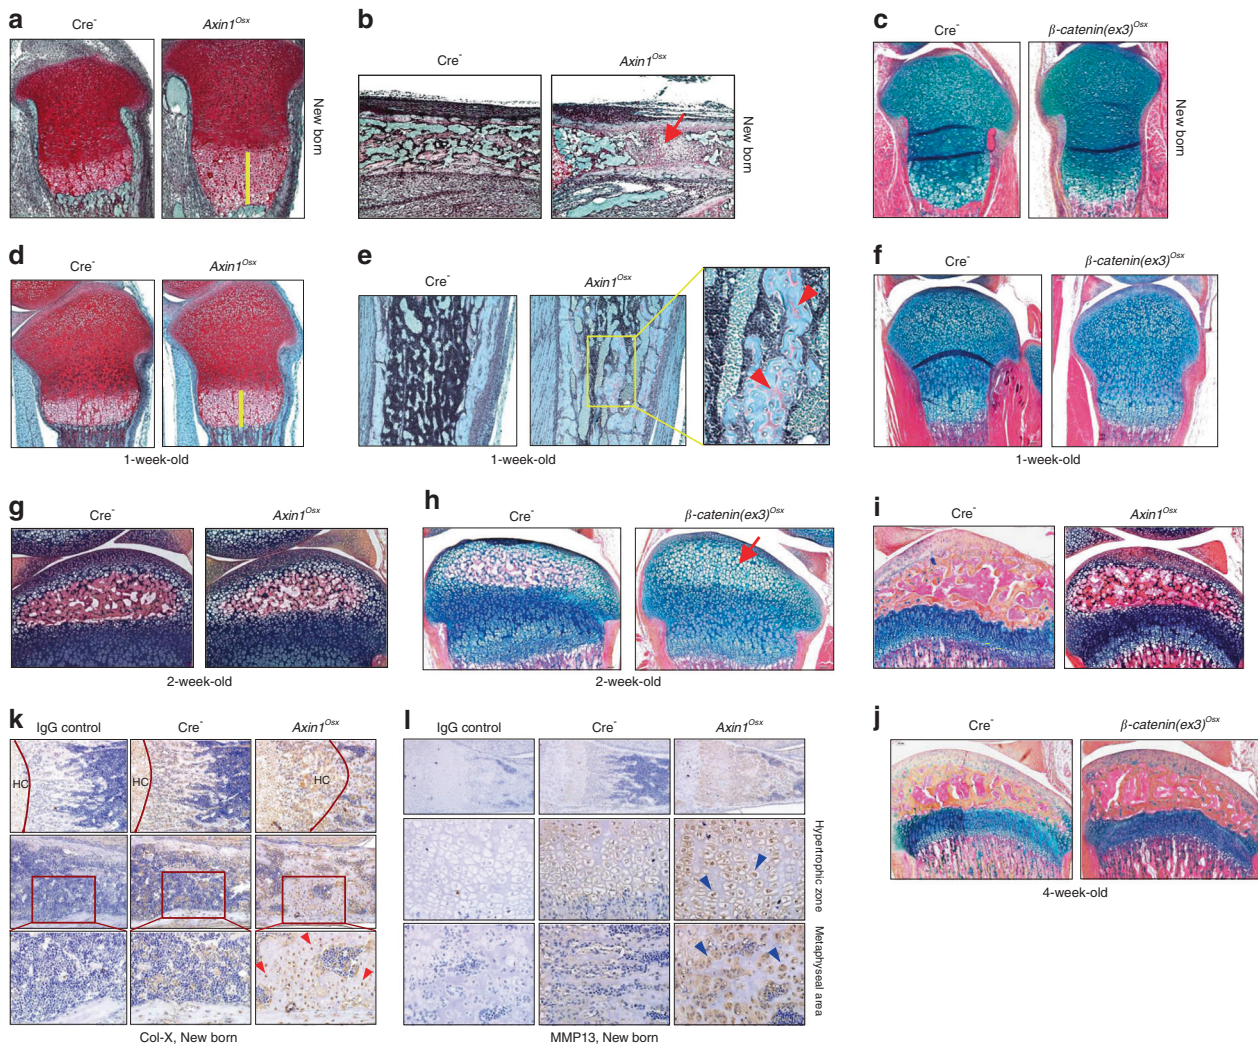 a
Cre-
Axin1Osx
New born
b
Cre-
Axin1Osx
New born
c
Cre-
β-catenin(ex3)Osx
New born
d
Cre-
Axin1Osx
1-week-old
e
Cre-
Axin1Osx
1-week-old
f
Cre-
β-catenin(ex3)Osx
1-week-old
g
Cre-
Axin1Osx
2-week-old
h
Cre-
β-catenin(ex3)Osx
2-week-old
i
Cre-
Axin1Osx
j
Cre-
β-catenin(ex3)Osx
4-week-old
k
IgG control
Cre-
Axin1Osx
HC
HC
HC
Col-X, New born
l
IgG control
Cre-
Axin1Osx
Hypertrophic zone
Metaphyseal area
MMP13, New born